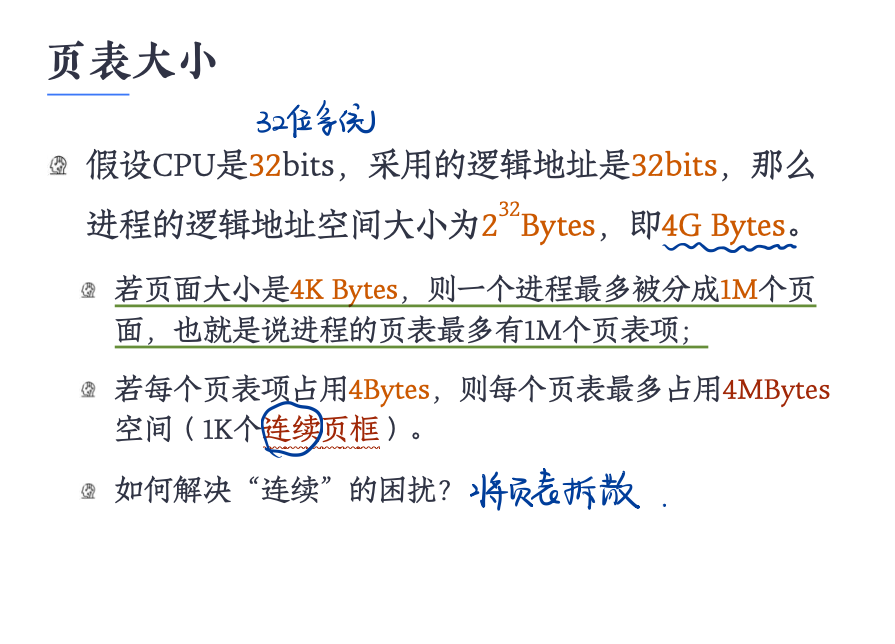 页表大小
32位系统
假设CPU是32bits，采用的逻辑地址是32bits，那么
进程的逻辑地址空间大小为2^32Bytes，即4G Bytes。
若页面大小是4K Bytes，则一个进程最多被分成1M个页
面，也就是说进程的页表最多有1M个页表项；
若每个页表项占用4Bytes，则每个页表最多占用4MBytes
空间（1K个连续页框）。
如何解决“连续”的困扰？将页表拆散.